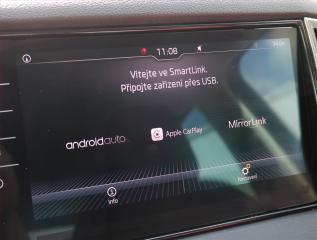 11:08
Vítejte ve SmartLink.
Připojte zařízení přes USB.
androidauto
Apple CarPlay
MirrorLink
Info
Nastavení